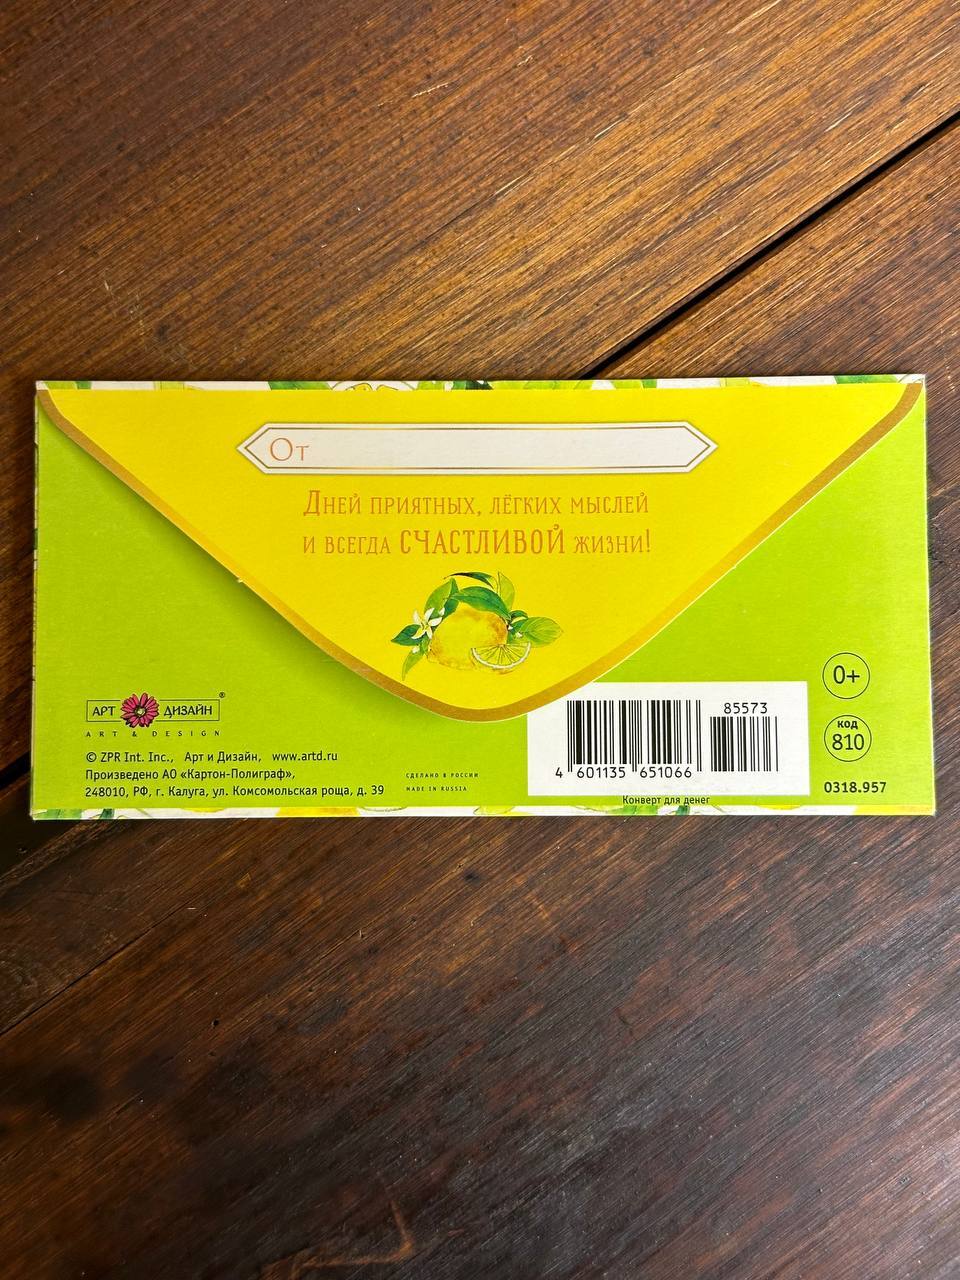 От
Дней приятных, лёгких мыслей
и всегда СЧАСТЛИВОЙ жизни!
АРТ ДИЗАЙН ®
ART & DESIGN
© ZPR Int. Inc., Арт и Дизайн, www.artd.ru
Произведено АО «Картон-Полиграф»,
248010, РФ, г. Калуга, ул. Комсомольская роща, д. 39
СДЕЛАНО В РОССИИ
MADE IN RUSSIA
85573
4 601135 651066
Конверт для денег
0+
код
810
0318.957